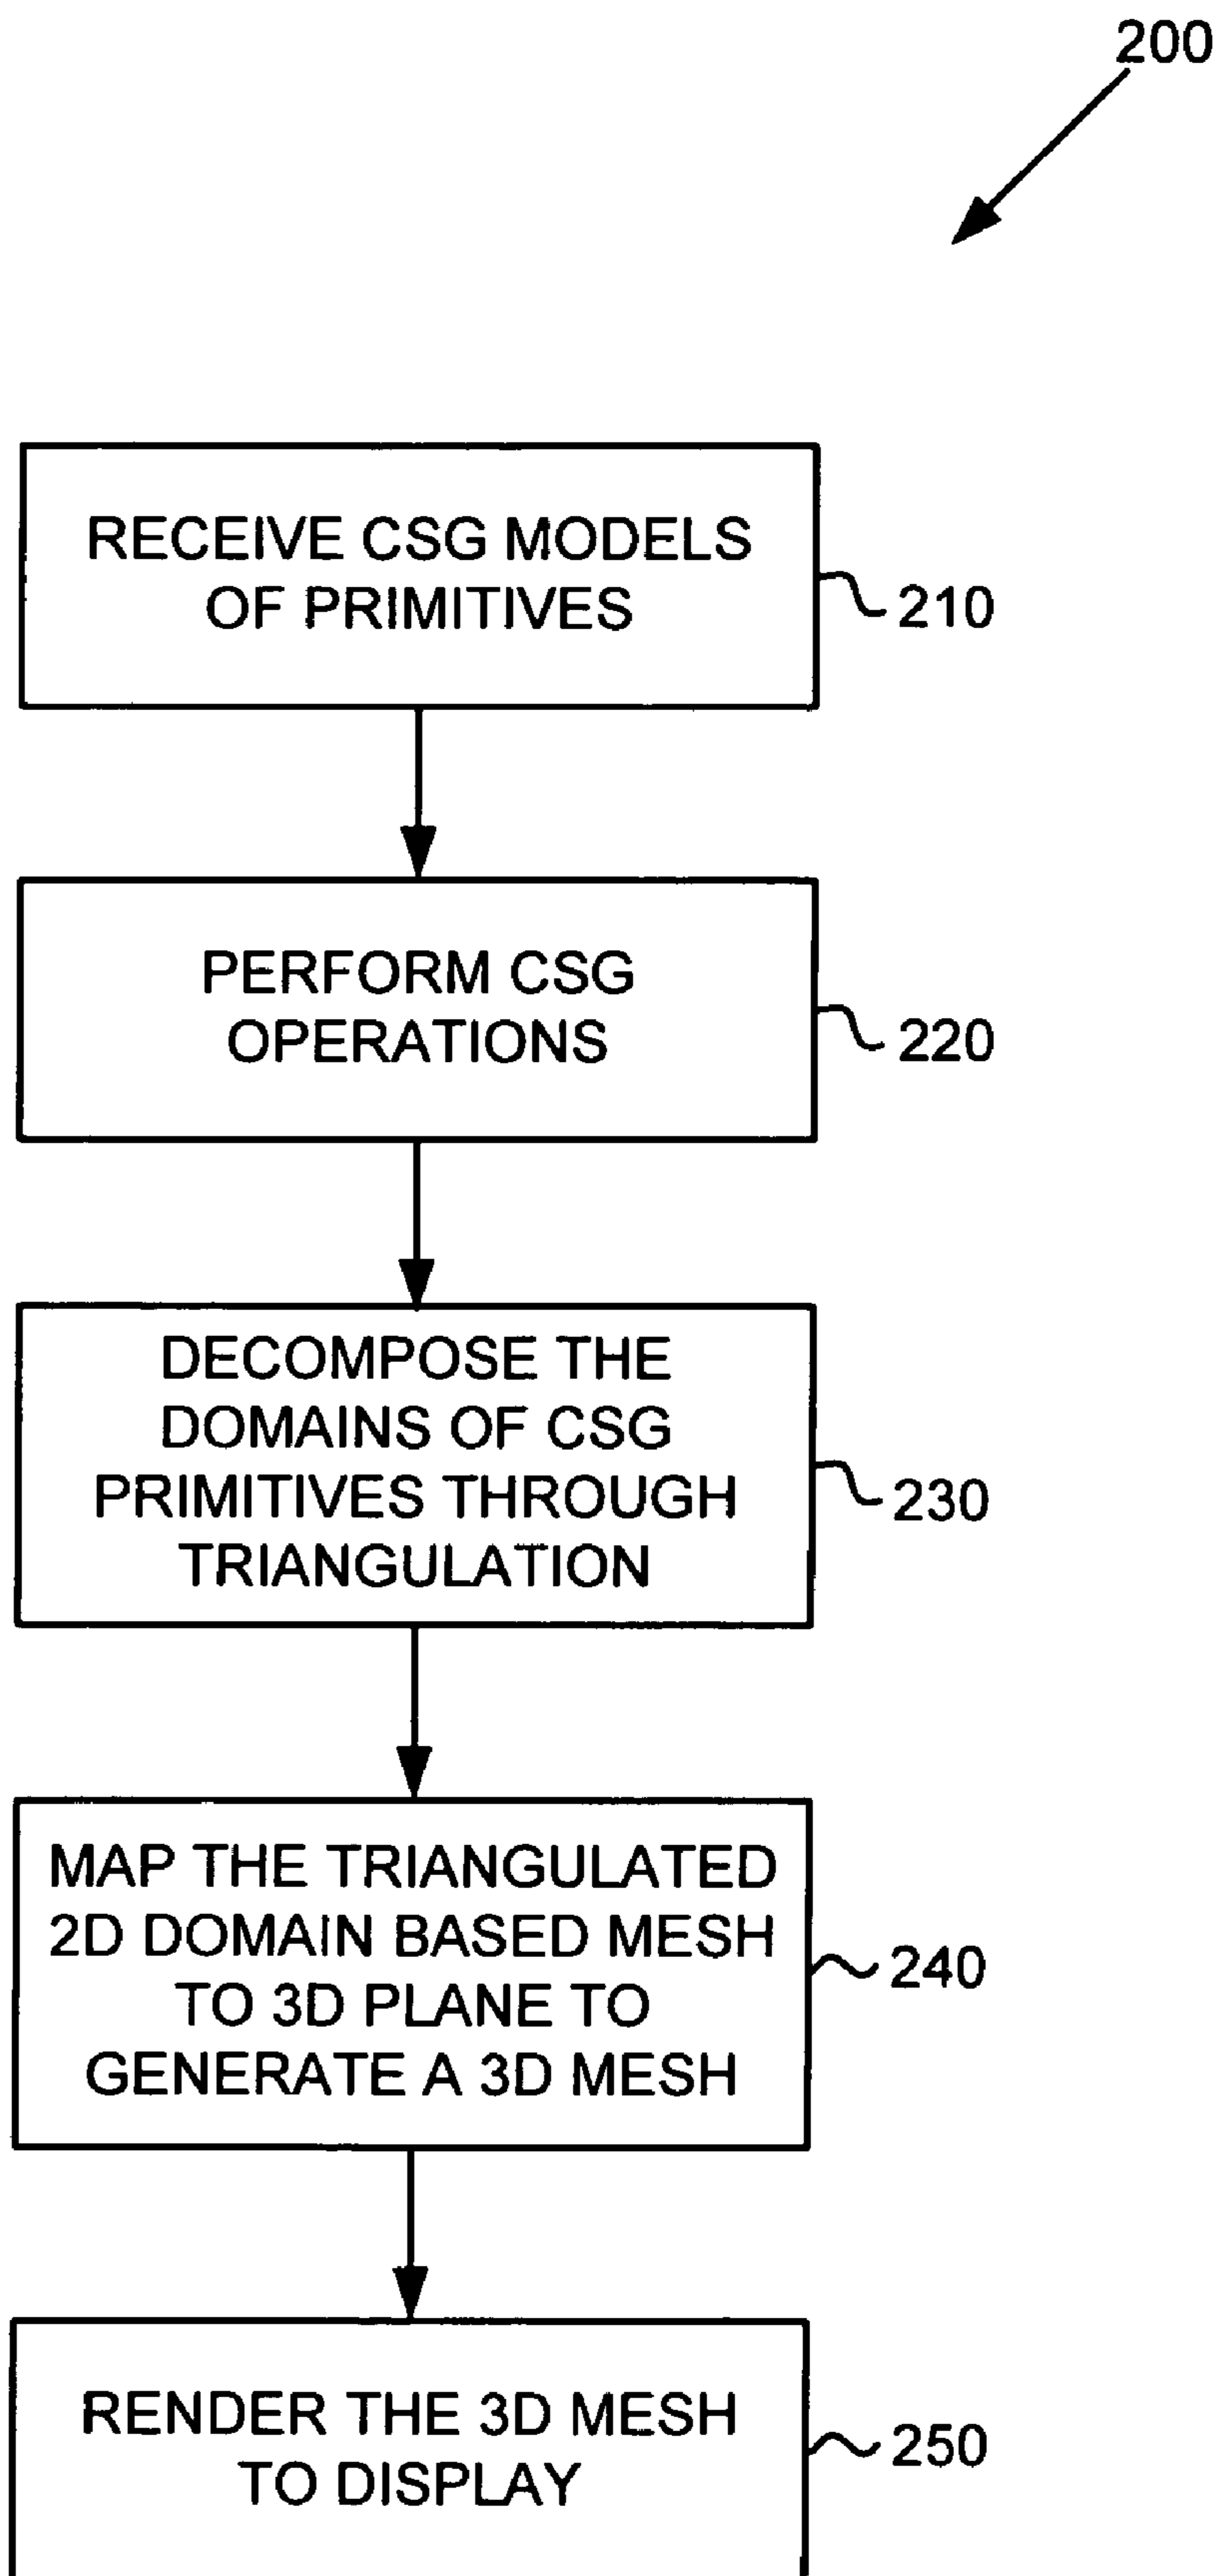 200
RECEIVE CSG MODELS
OF PRIMITIVES
210
PERFORM CSG
OPERATIONS
220
DECOMPOSE THE
DOMAINS OF CSG
PRIMITIVES THROUGH
TRIANGULATION
230
MAP THE TRIANGULATED
2D DOMAIN BASED MESH
TO 3D PLANE TO
GENERATE A 3D MESH
240
RENDER THE 3D MESH
TO DISPLAY
250